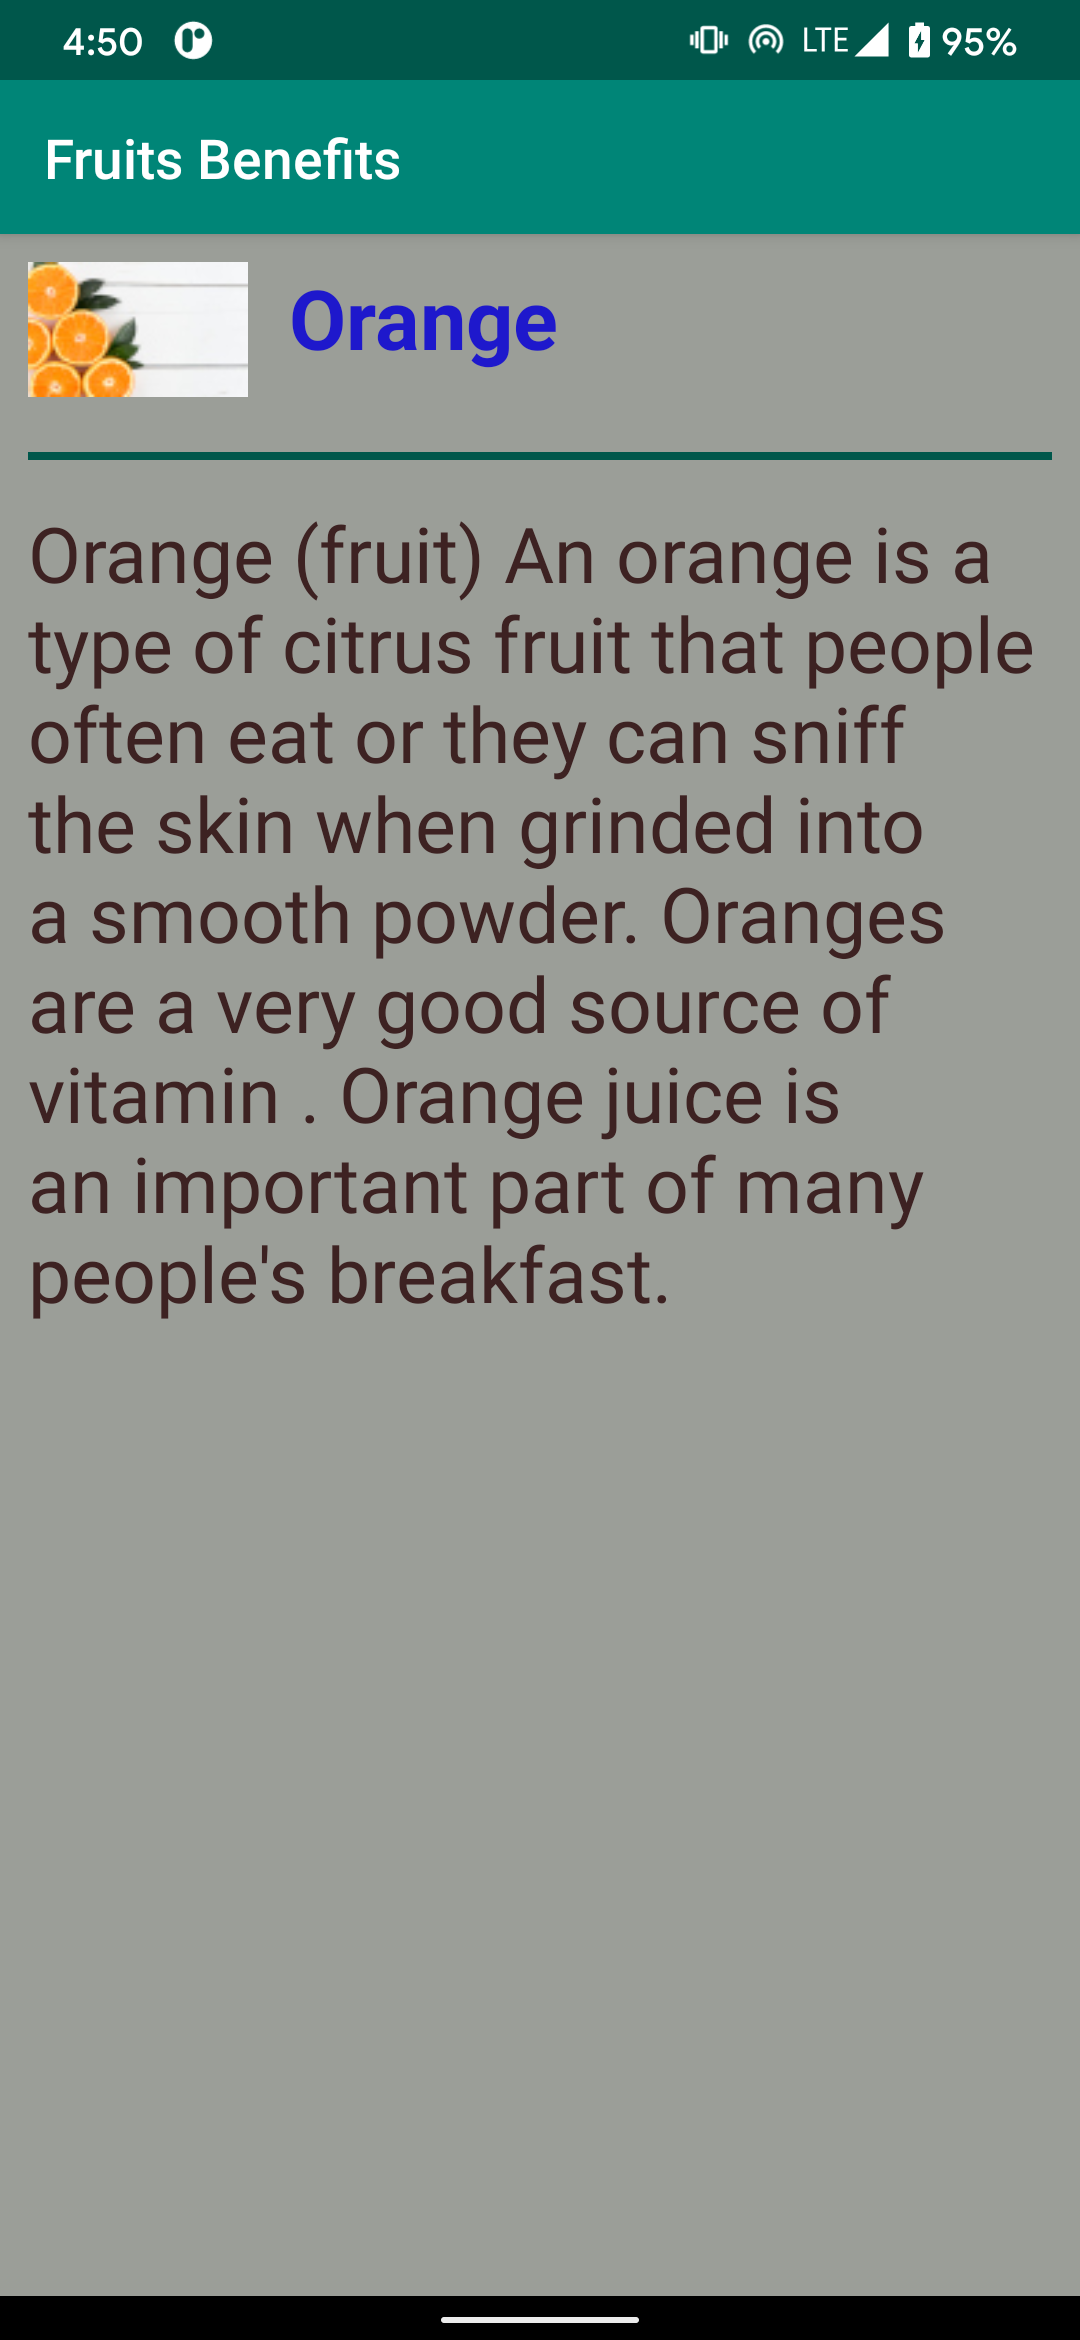 4:50 LTE 95%
Fruits Benefits
Orange
Orange (fruit) An orange is a
type of citrus fruit that people
often eat or they can sniff
the skin when grinded into
a smooth powder. Oranges
are a very good source of
vitamin . Orange juice is
an important part of many
people's breakfast.